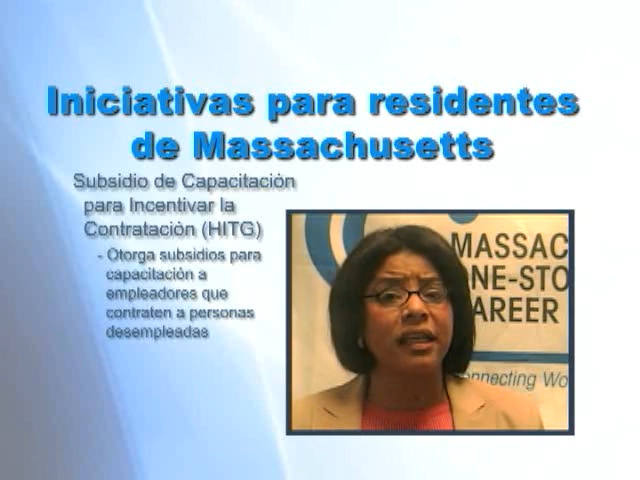 Iniciativas para residentes
de Massachusetts
Subsidio de Capacitación
para Incentivar la
Contratación (HITG)
- Otorga subsidios para
capacitación a
empleadores que
contraten a personas
desempleadas
MASSAC
NE-STO
AREER
onnecting Wo